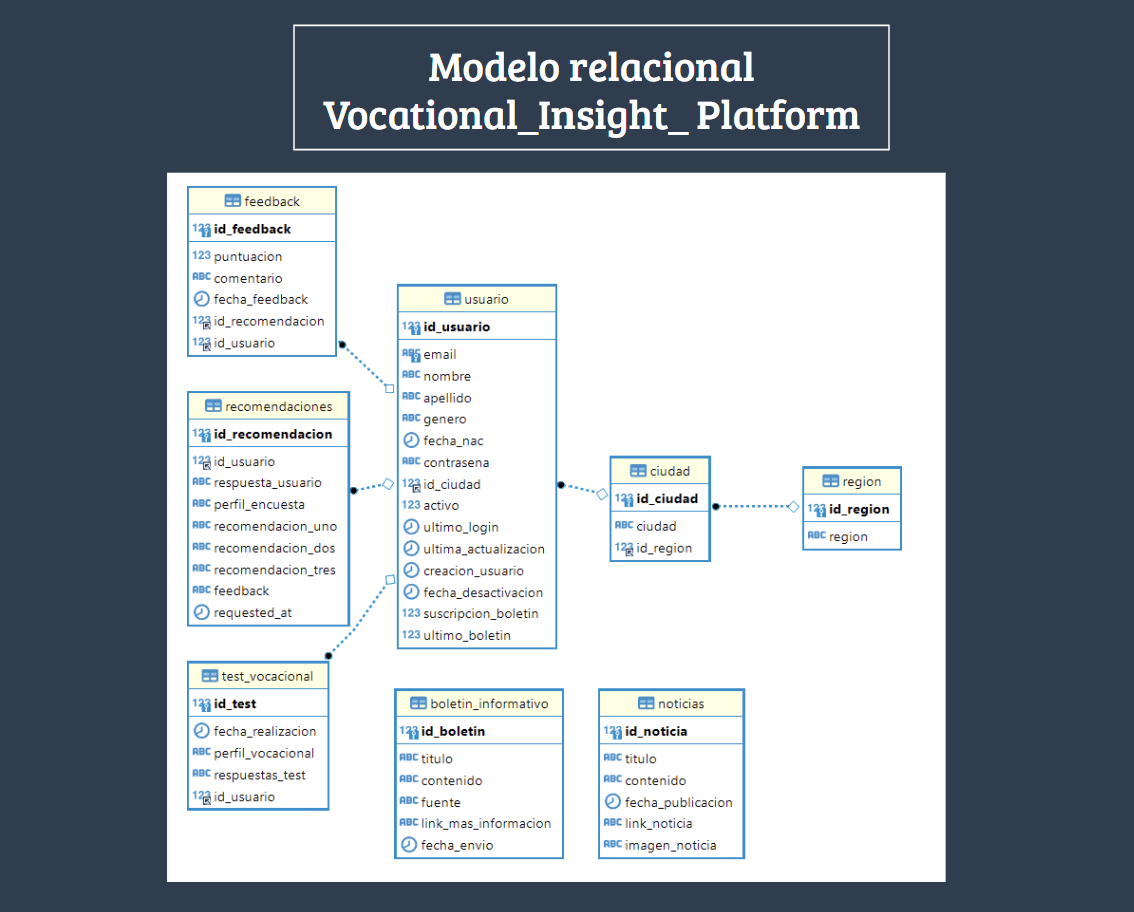 Modelo relacional
Vocational_Insight_ Platform
feedback
123 id_feedback
123 puntuacion
ABC comentario
fecha_feedback
123 id_recomendacion
123 id_usuario
recomendaciones
123 id_recomendacion
123 id_usuario
ABC respuesta_usuario
ABC perfil_encuesta
ABC recomendacion_uno
ABC recomendacion_dos
ABC recomendacion_tres
ABC feedback
requested_at
test_vocacional
123 id_test
fecha_realizacion
ABC perfil_vocacional
ABC respuestas_test
123 id_usuario
usuario
123 id_usuario
ABC email
ABC nombre
ABC apellido
ABC genero
fecha_nac
ABC contrasena
123 id_ciudad
123 activo
ultimo_login
ultima_actualizacion
creacion_usuario
fecha_desactivacion
123 suscripcion_boletin
123 ultimo_boletin
ciudad
123 id_ciudad
ABC ciudad
123 id_region
region
123 id_region
ABC region
boletin_informativo
123 id_boletin
ABC titulo
ABC contenido
ABC fuente
ABC link_mas_informacion
fecha_envio
noticias
123 id_noticia
ABC titulo
ABC contenido
fecha_publicacion
ABC link_noticia
ABC imagen_noticia